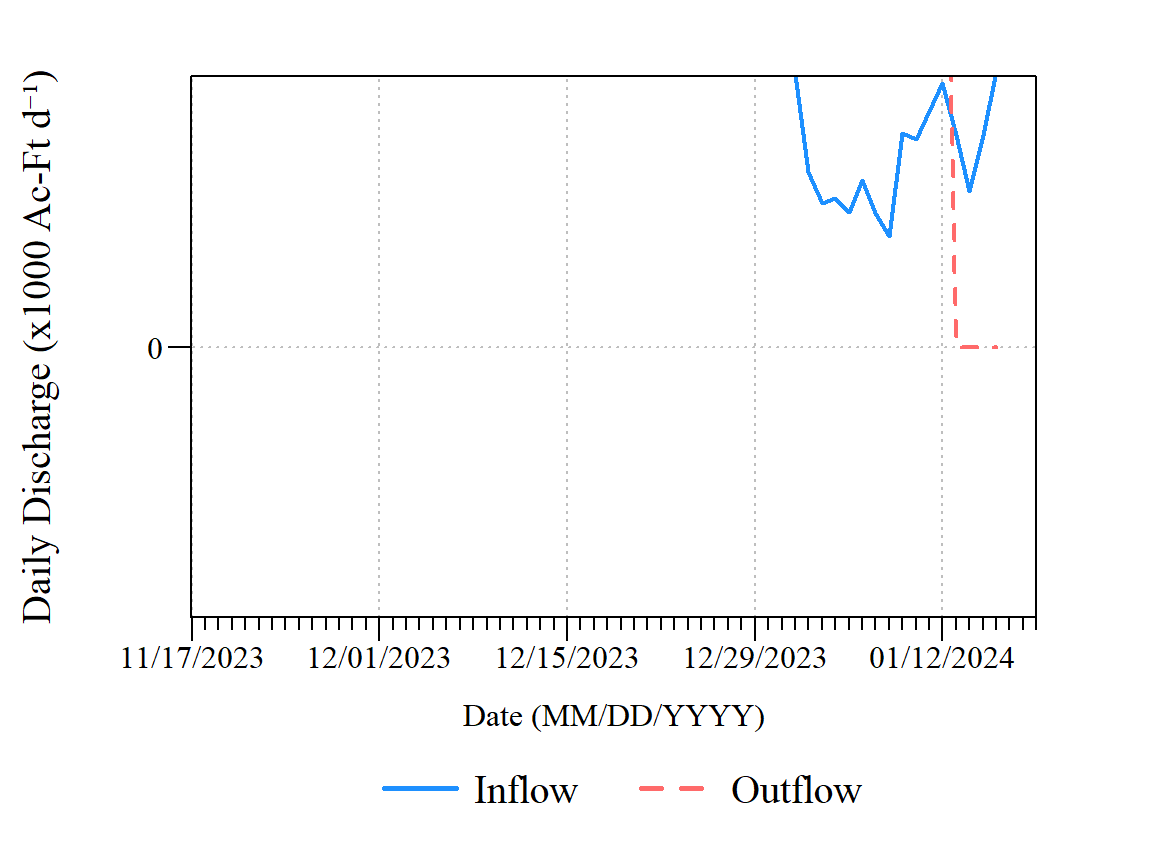 Daily Discharge (x1000 Ac-Ft d⁻¹)
0
11/17/2023 12/01/2023 12/15/2023 12/29/2023 01/12/2024
Date (MM/DD/YYYY)
Inflow Outflow